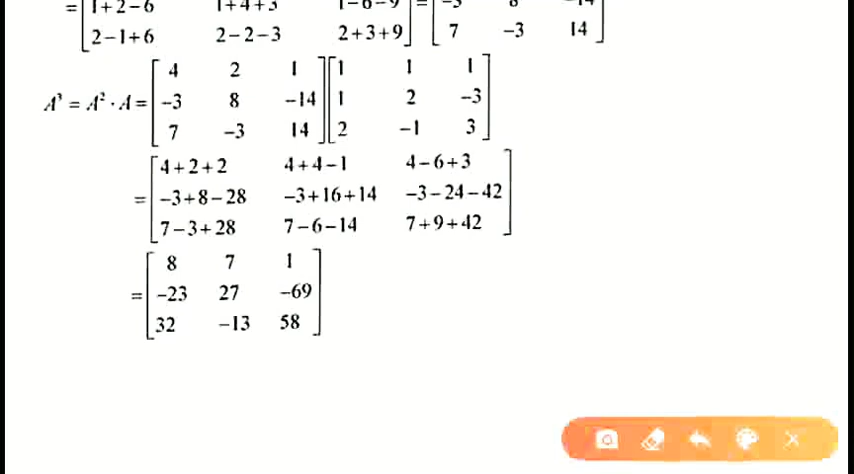 = [1+2−6 1+4+3 1−6−9] = [−3 8 −14]
[2−1+6 2−2−3 2+3+9] [7 −3 14]
[4 2 1] [1 1 1]
A³ = A² · A = [−3 8 −14] [1 2 −3]
[7 −3 14] [2 −1 3]
[4+2+2 4+4−1 4−6+3]
= [−3+8−28 −3+16+14 −3−24−42]
[7−3+28 7−6−14 7+9+42]
[8 7 1]
= [−23 27 −69]
[32 −13 58]